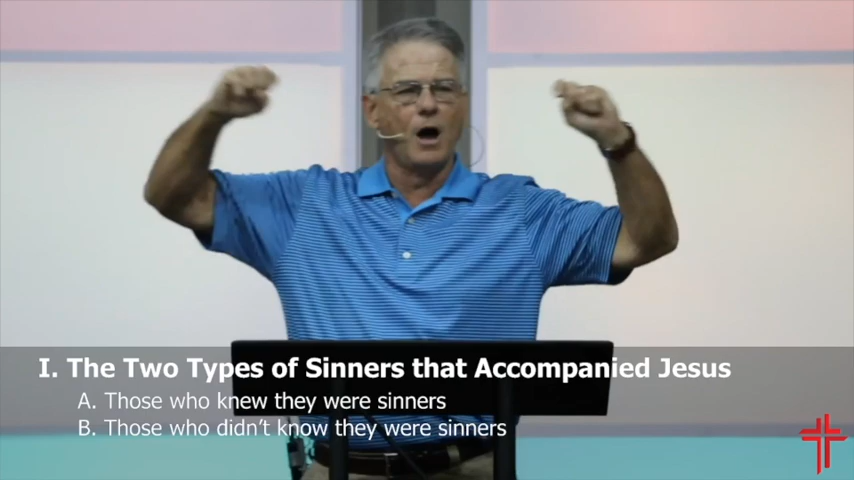 I. The Two Types of Sinners that Accompanied Jesus
A. Those who knew they were sinners
B. Those who didn't know they were sinners